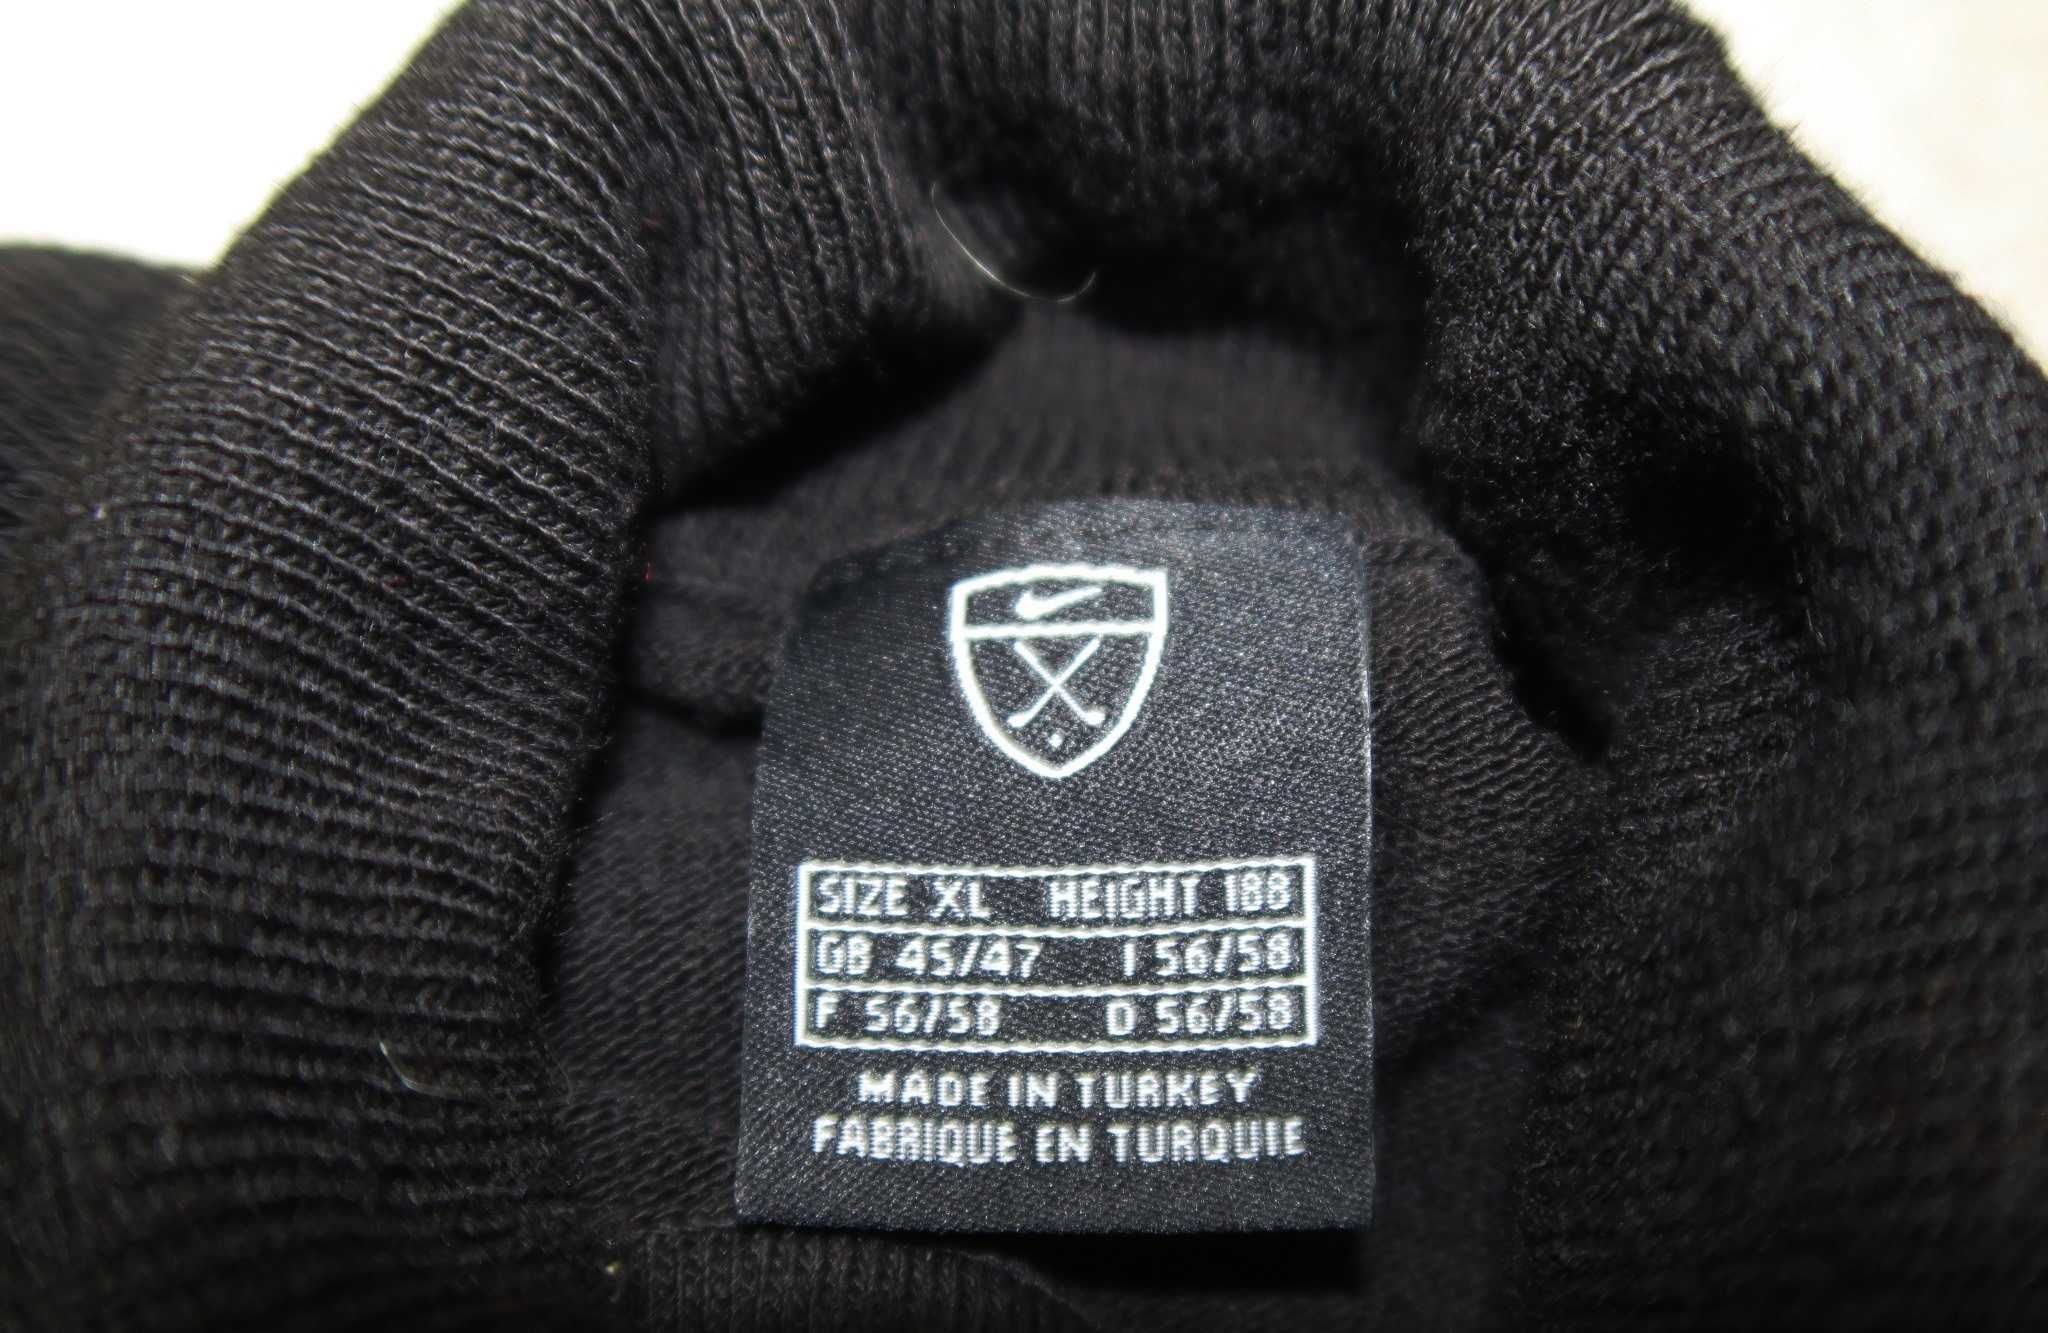 SIZE XL HEIGHT 188
GB 45/47 I 56/58
F 56/58 D 56/58
MADE IN TURKEY
FABRIQUE EN TURQUIE